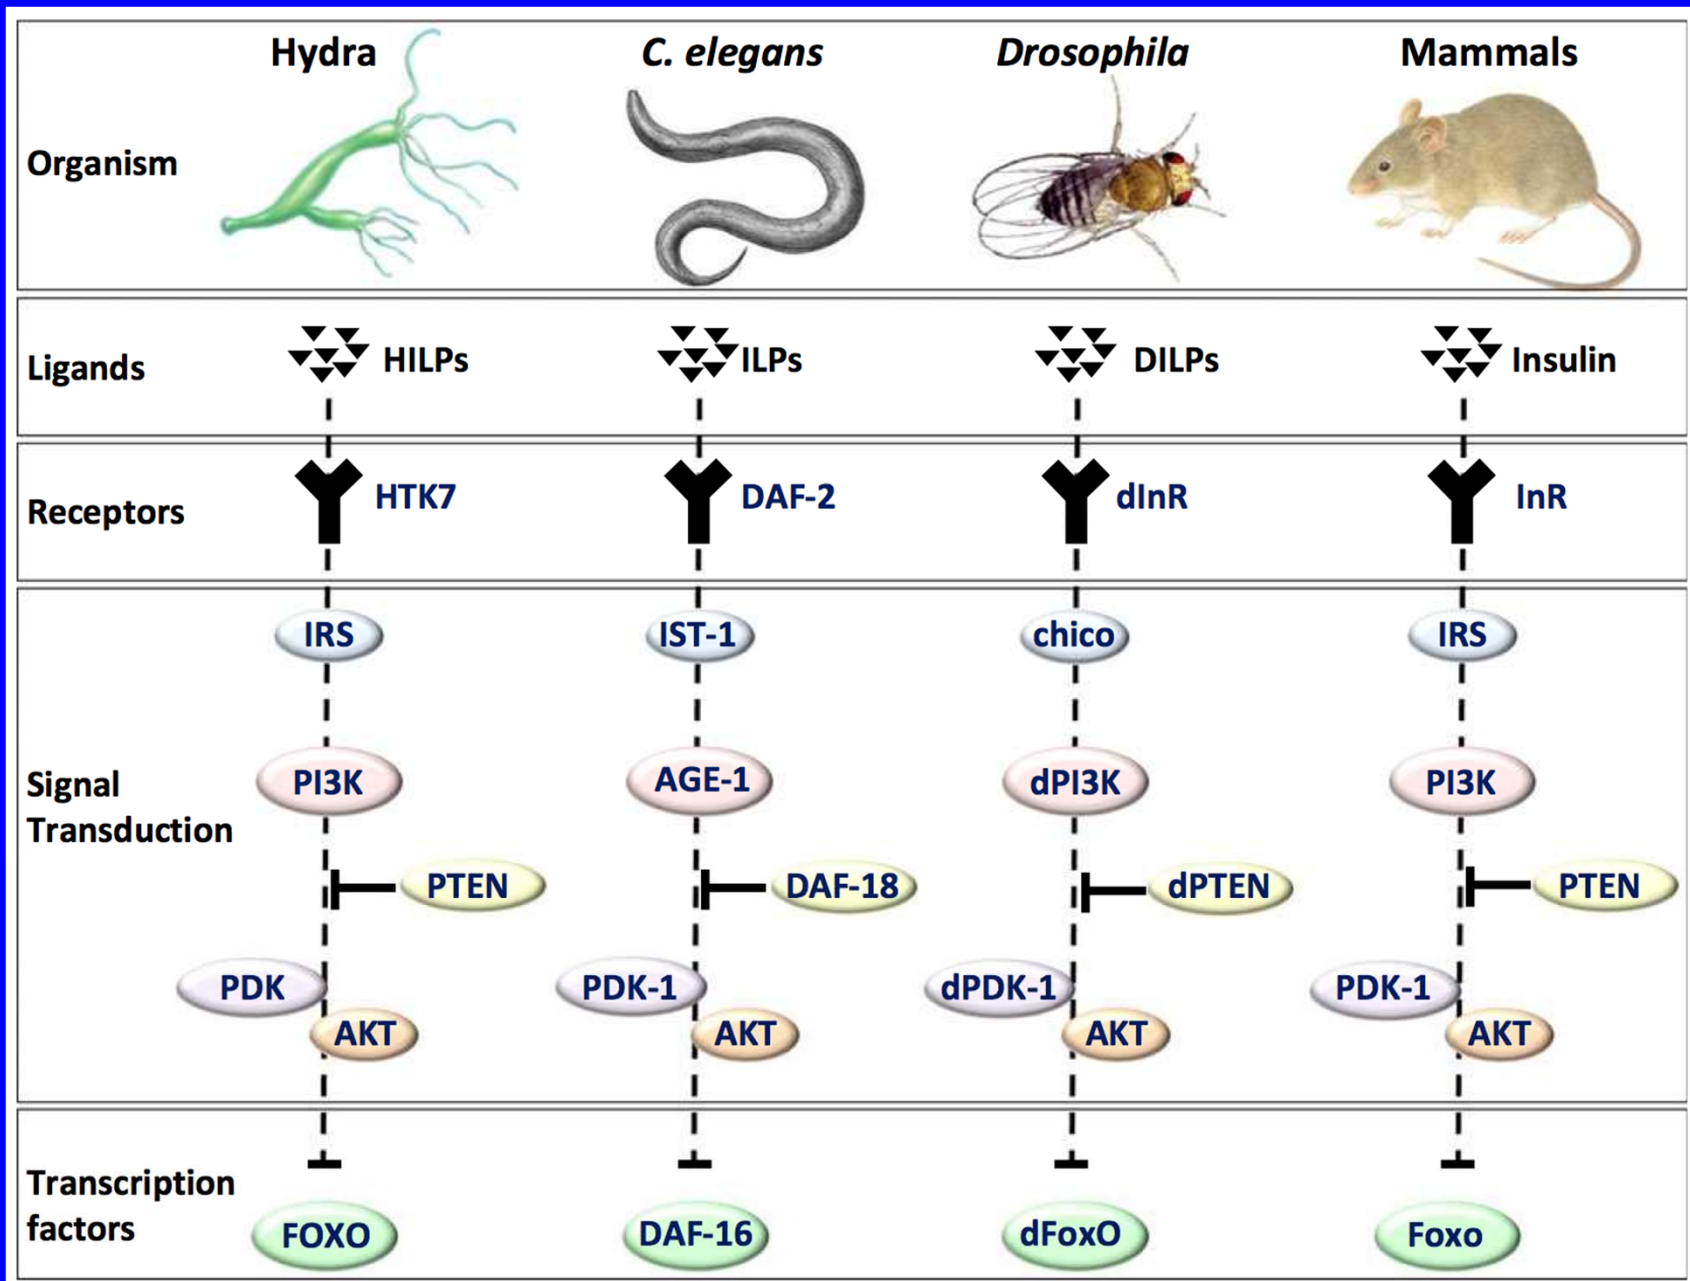 Hydra C. elegans Drosophila Mammals
Organism
Ligands HILPs ILPs DILPs Insulin
Receptors HTK7 DAF-2 dInR InR
IRS IST-1 chico IRS
Signal
Transduction
PI3K AGE-1 dPI3K PI3K
PTEN DAF-18 dPTEN PTEN
PDK PDK-1 dPDK-1 PDK-1
AKT AKT AKT AKT
Transcription
factors
FOXO DAF-16 dFoxO Foxo